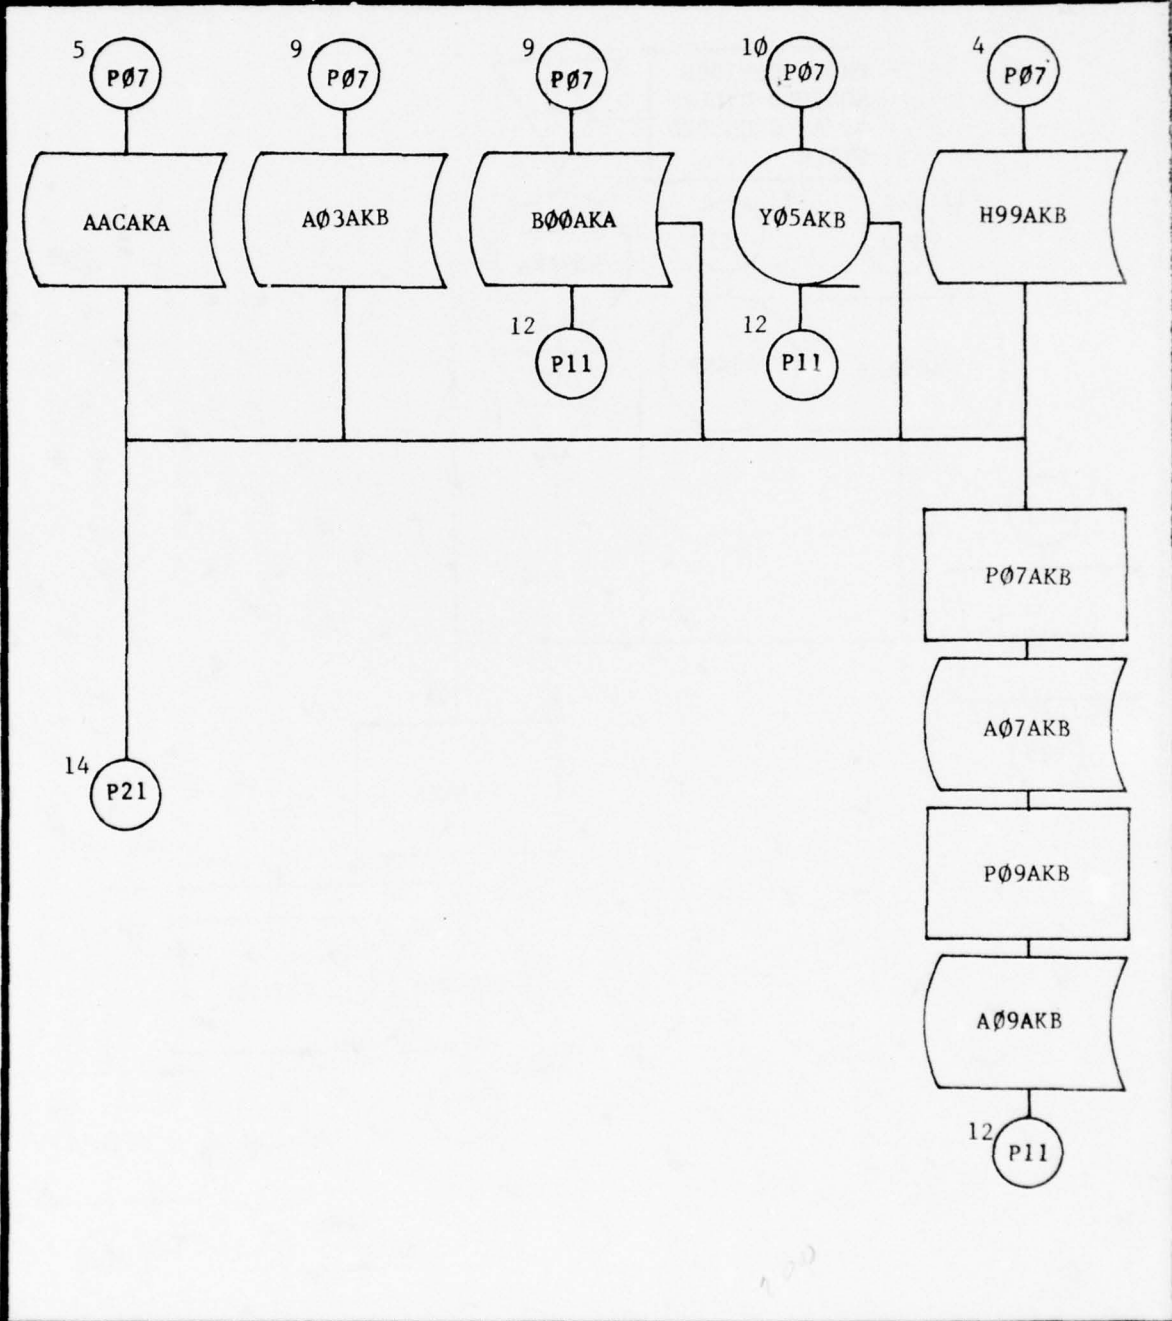 5
PØ7
9
PØ7
9
PØ7
1Ø
PØ7
4
PØ7
AACAKA
AØ3AKB
BØØAKA
YØ5AKB
H99AKB
12
P11
12
P11
PØ7AKB
AØ7AKB
14
P21
PØ9AKB
AØ9AKB
12
P11